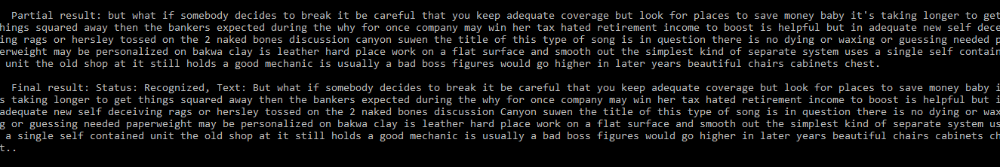 Partial result: but what if somebody decides to break it be careful that you keep adequate coverage but look for places to save money baby it's taking longer to get
hings squared away then the bankers expected during the why for once company may win her tax hated retirement income to boost is helpful but in adequate new self dece
ing rags or hersley tossed on the 2 naked bones discussion canyon suwen the title of this type of song is in question there is no dying or waxing or guessing needed p
erweight may be personalized on bakwa clay is leather hard place work on a flat surface and smooth out the simplest kind of separate system uses a single self contain
unit the old shop at it still holds a good mechanic is usually a bad boss figures would go higher in later years beautiful chairs cabinets chest.
Final result: Status: Recognized, Text: But what if somebody decides to break it be careful that you keep adequate coverage but look for places to save money baby i
s taking longer to get things squared away then the bankers expected during the why for once company may win her tax hated retirement income to boost is helpful but i
adequate new self deceiving rags or hersley tossed on the 2 naked bones discussion Canyon suwen the title of this type of song is in question there is no dying or wax
g or guessing needed paperweight may be personalized on bakwa clay is leather hard place work on a flat surface and smooth out the simplest kind of separate system us
a single self contained unit the old shop at it still holds a good mechanic is usually a bad boss figures would go higher in later years beautiful chairs cabinets ch
t..